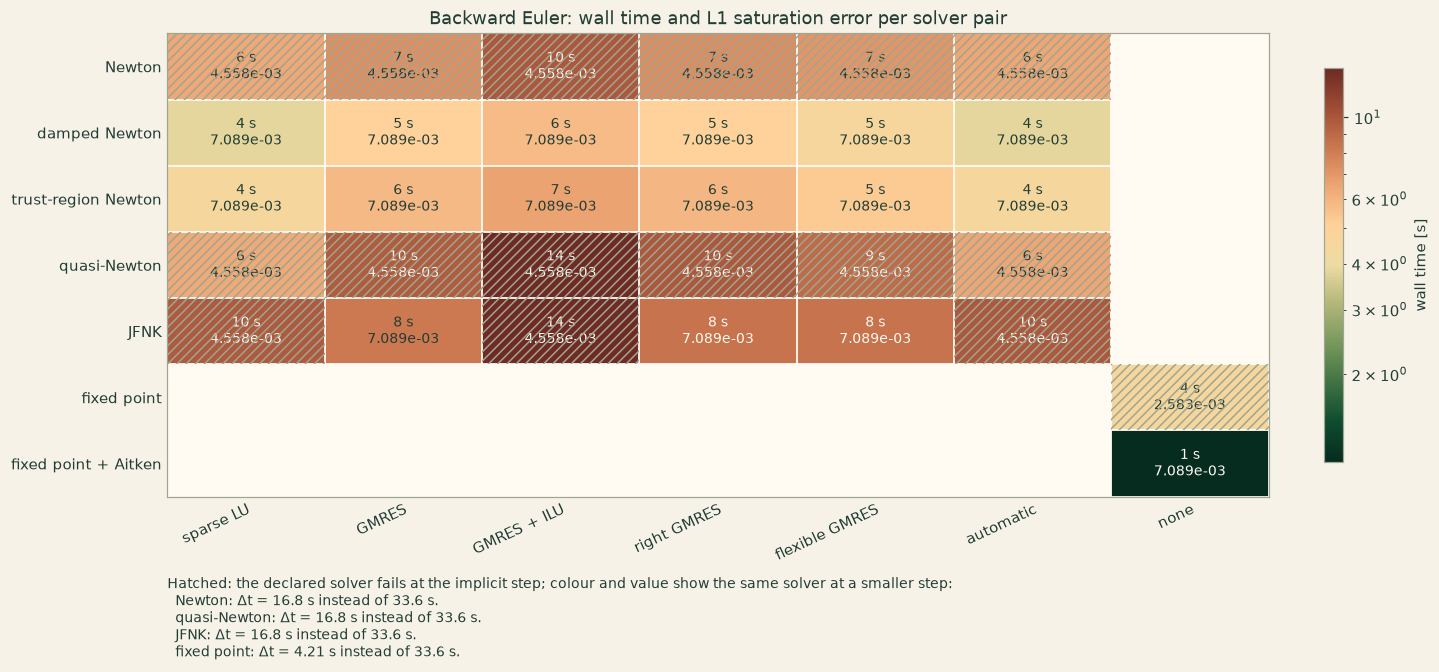 Backward Euler: wall time and L1 saturation error per solver pair
Newton
6 s
4.558e-03
7 s
4.558e-03
10 s
4.558e-03
7 s
4.558e-03
7 s
4.558e-03
6 s
4.558e-03
damped Newton
4 s
7.089e-03
5 s
7.089e-03
6 s
7.089e-03
5 s
7.089e-03
5 s
7.089e-03
4 s
7.089e-03
trust-region Newton
4 s
7.089e-03
6 s
7.089e-03
7 s
7.089e-03
6 s
7.089e-03
5 s
7.089e-03
4 s
7.089e-03
quasi-Newton
6 s
4.558e-03
10 s
4.558e-03
14 s
4.558e-03
10 s
4.558e-03
9 s
4.558e-03
6 s
4.558e-03
JFNK
10 s
4.558e-03
8 s
7.089e-03
14 s
4.558e-03
8 s
7.089e-03
8 s
7.089e-03
10 s
4.558e-03
fixed point
4 s
2.583e-03
fixed point + Aitken
1 s
7.089e-03
sparse LU
GMRES
GMRES + ILU
right GMRES
flexible GMRES
automatic
none
10¹
6 × 10⁰
4 × 10⁰
3 × 10⁰
2 × 10⁰
wall time [s]
Hatched: the declared solver fails at the implicit step; colour and value show the same solver at a smaller step:
Newton: Δt = 16.8 s instead of 33.6 s.
quasi-Newton: Δt = 16.8 s instead of 33.6 s.
JFNK: Δt = 16.8 s instead of 33.6 s.
fixed point: Δt = 4.21 s instead of 33.6 s.